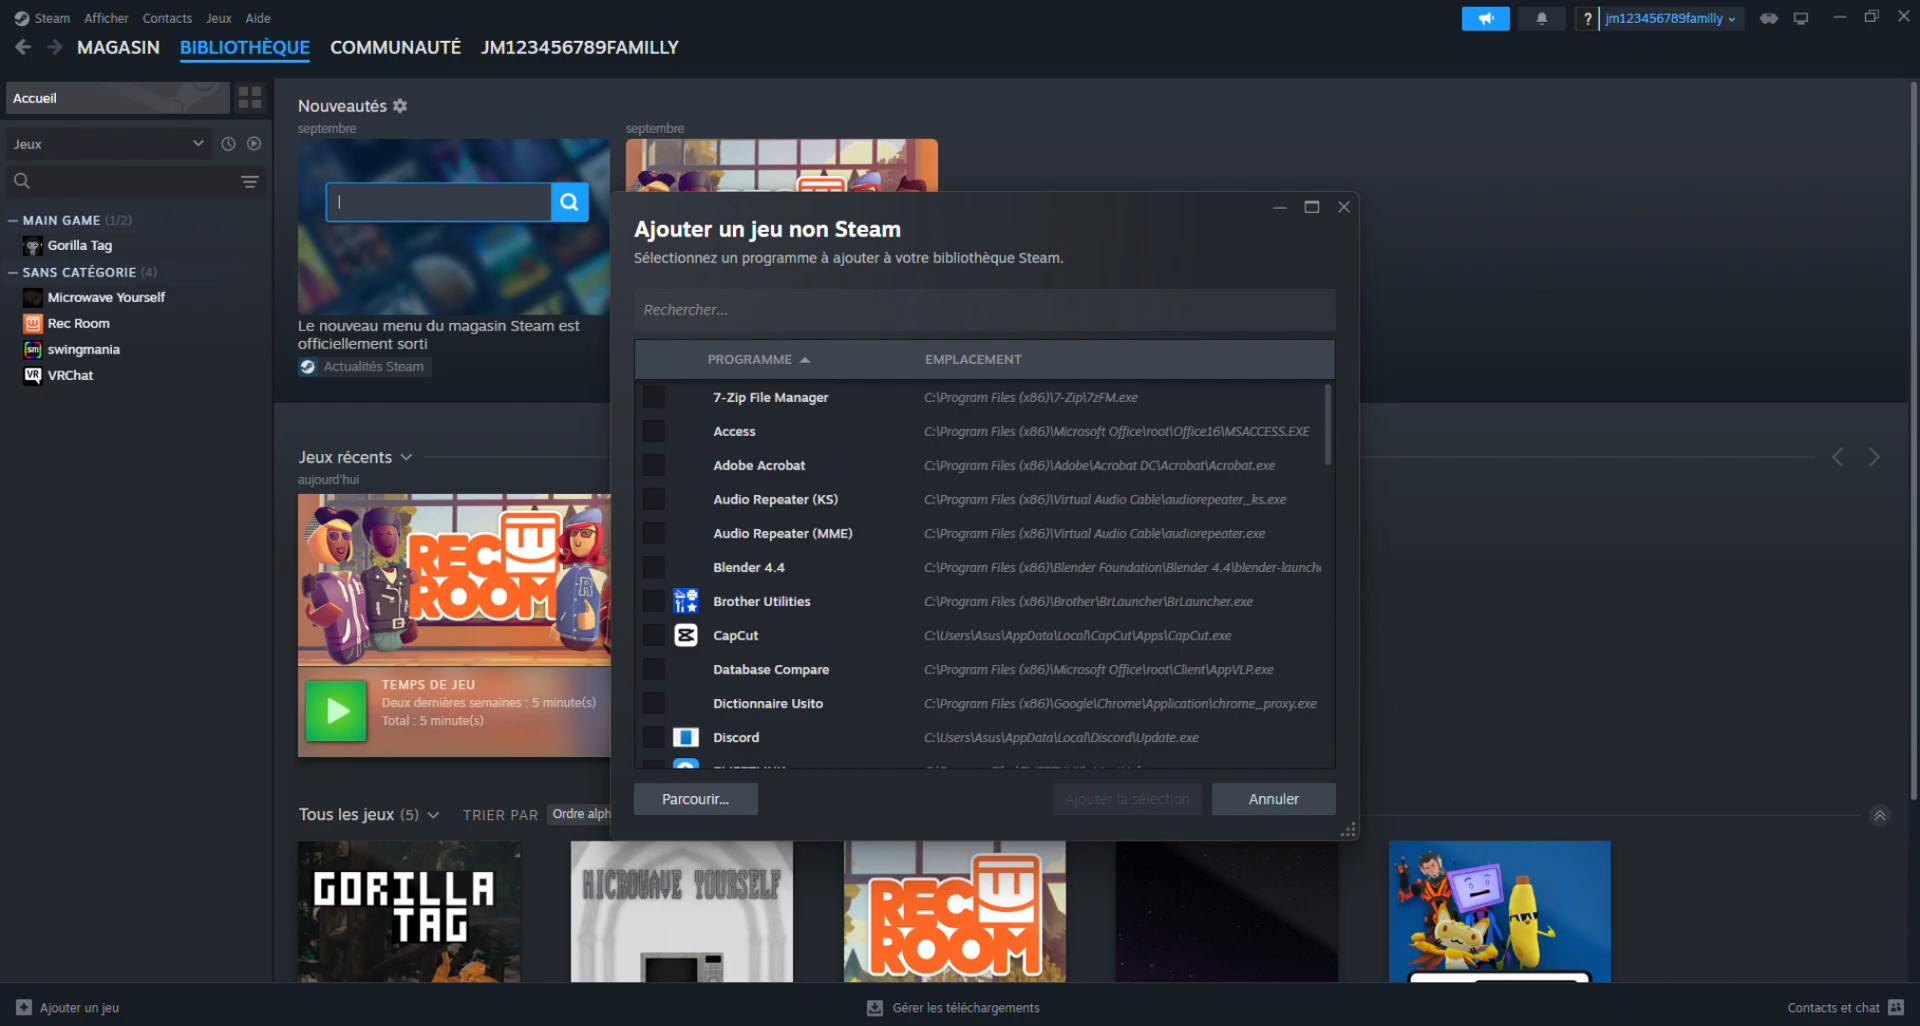 Steam Afficher Contacts Jeux Aide
? jm123456789familly
MAGASIN BIBLIOTHÈQUE COMMUNAUTÉ JM123456789FAMILLY
Accueil
Jeux
— MAIN GAME (1/2)
Gorilla Tag
— SANS CATÉGORIE (4)
Microwave Yourself
Rec Room
sm swingmania
VR VRChat
Nouveautés
septembre
septembre
Le nouveau menu du magasin Steam est
officiellement sorti
Actualités Steam
Jeux récents
aujourd'hui
REC
ROOM
TEMPS DE JEU
Deux dernières semaines : 5 minute(s)
Total : 5 minute(s)
Ajouter un jeu non Steam
Sélectionnez un programme à ajouter à votre bibliothèque Steam.
Rechercher...
PROGRAMME EMPLACEMENT
7-Zip File Manager C:\Program Files (x86)\7-Zip\7zFM.exe
Access C:\Program Files (x86)\Microsoft Office\root\Office16\MSACCESS.EXE
Adobe Acrobat C:\Program Files (x86)\Adobe\Acrobat DC\Acrobat\Acrobat.exe
Audio Repeater (KS) C:\Program Files (x86)\Virtual Audio Cable\audiorepeater_ks.exe
Audio Repeater (MME) C:\Program Files (x86)\Virtual Audio Cable\audiorepeater.exe
Blender 4.4 C:\Program Files (x86)\Blender Foundation\Blender 4.4\blender-launch
Brother Utilities C:\Program Files (x86)\Brother\BrLauncher\BrLauncher.exe
CapCut C:\Users\Asus\AppData\Local\CapCut\Apps\CapCut.exe
Database Compare C:\Program Files (x86)\Microsoft Office\root\Client\AppVLP.exe
Dictionnaire Usito C:\Program Files (x86)\Google\Chrome\Application\chrome_proxy.exe
Discord C:\Users\Asus\AppData\Local\Discord\Update.exe
Parcourir... Ajouter la sélection Annuler
Tous les jeux (5) TRIER PAR Ordre alph
GORILLA
TAG
MICROWAVE YOURSELF
REC
ROOM
Ajouter un jeu Gérer les téléchargements Contacts et chat